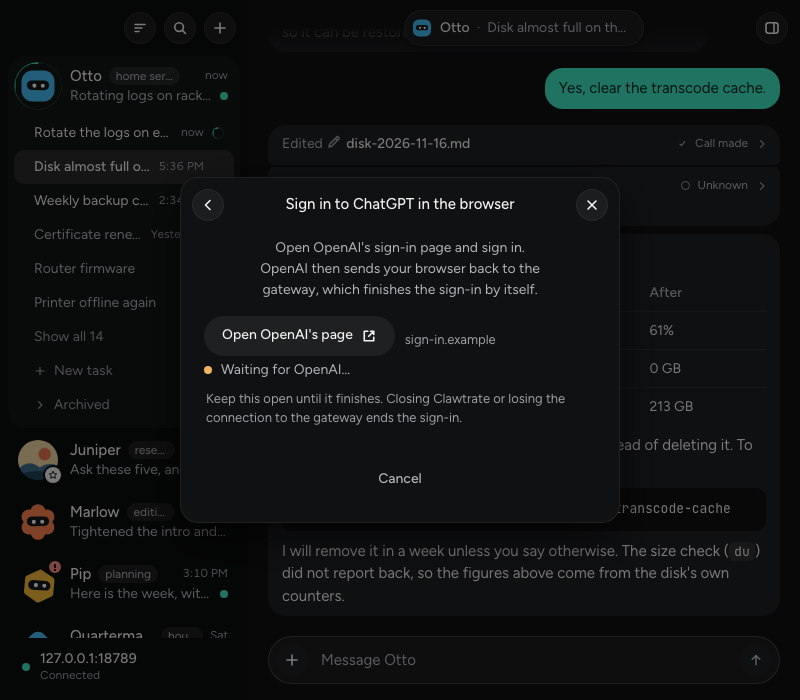 so it can be restore
Otto · Disk almost full on th...
Otto home ser... now
Rotating logs on rack...
Rotate the logs on e... now
Disk almost full o... 5:36 PM
Weekly backup c... 2:34
Certificate rene... Yeste
Router firmware
Printer offline again
Show all 14
New task
Archived
Juniper rese...
Ask these five, an
Marlow editi...
Tightened the intro and...
Pip planning 3:10 PM
Here is the week, wit...
Quarterma hou... Sat
127.0.0.1:18789
Connected
Yes, clear the transcode cache.
Edited disk-2026-11-16.md Call made
Unknown
After
61%
0 GB
213 GB
ead of deleting it. To
transcode-cache
I will remove it in a week unless you say otherwise. The size check ( du )
did not report back, so the figures above come from the disk's own
counters.
Message Otto
Sign in to ChatGPT in the browser
Open OpenAI's sign-in page and sign in.
OpenAI then sends your browser back to the
gateway, which finishes the sign-in by itself.
Open OpenAI's page sign-in.example
Waiting for OpenAI...
Keep this open until it finishes. Closing Clawtrate or losing the
connection to the gateway ends the sign-in.
Cancel